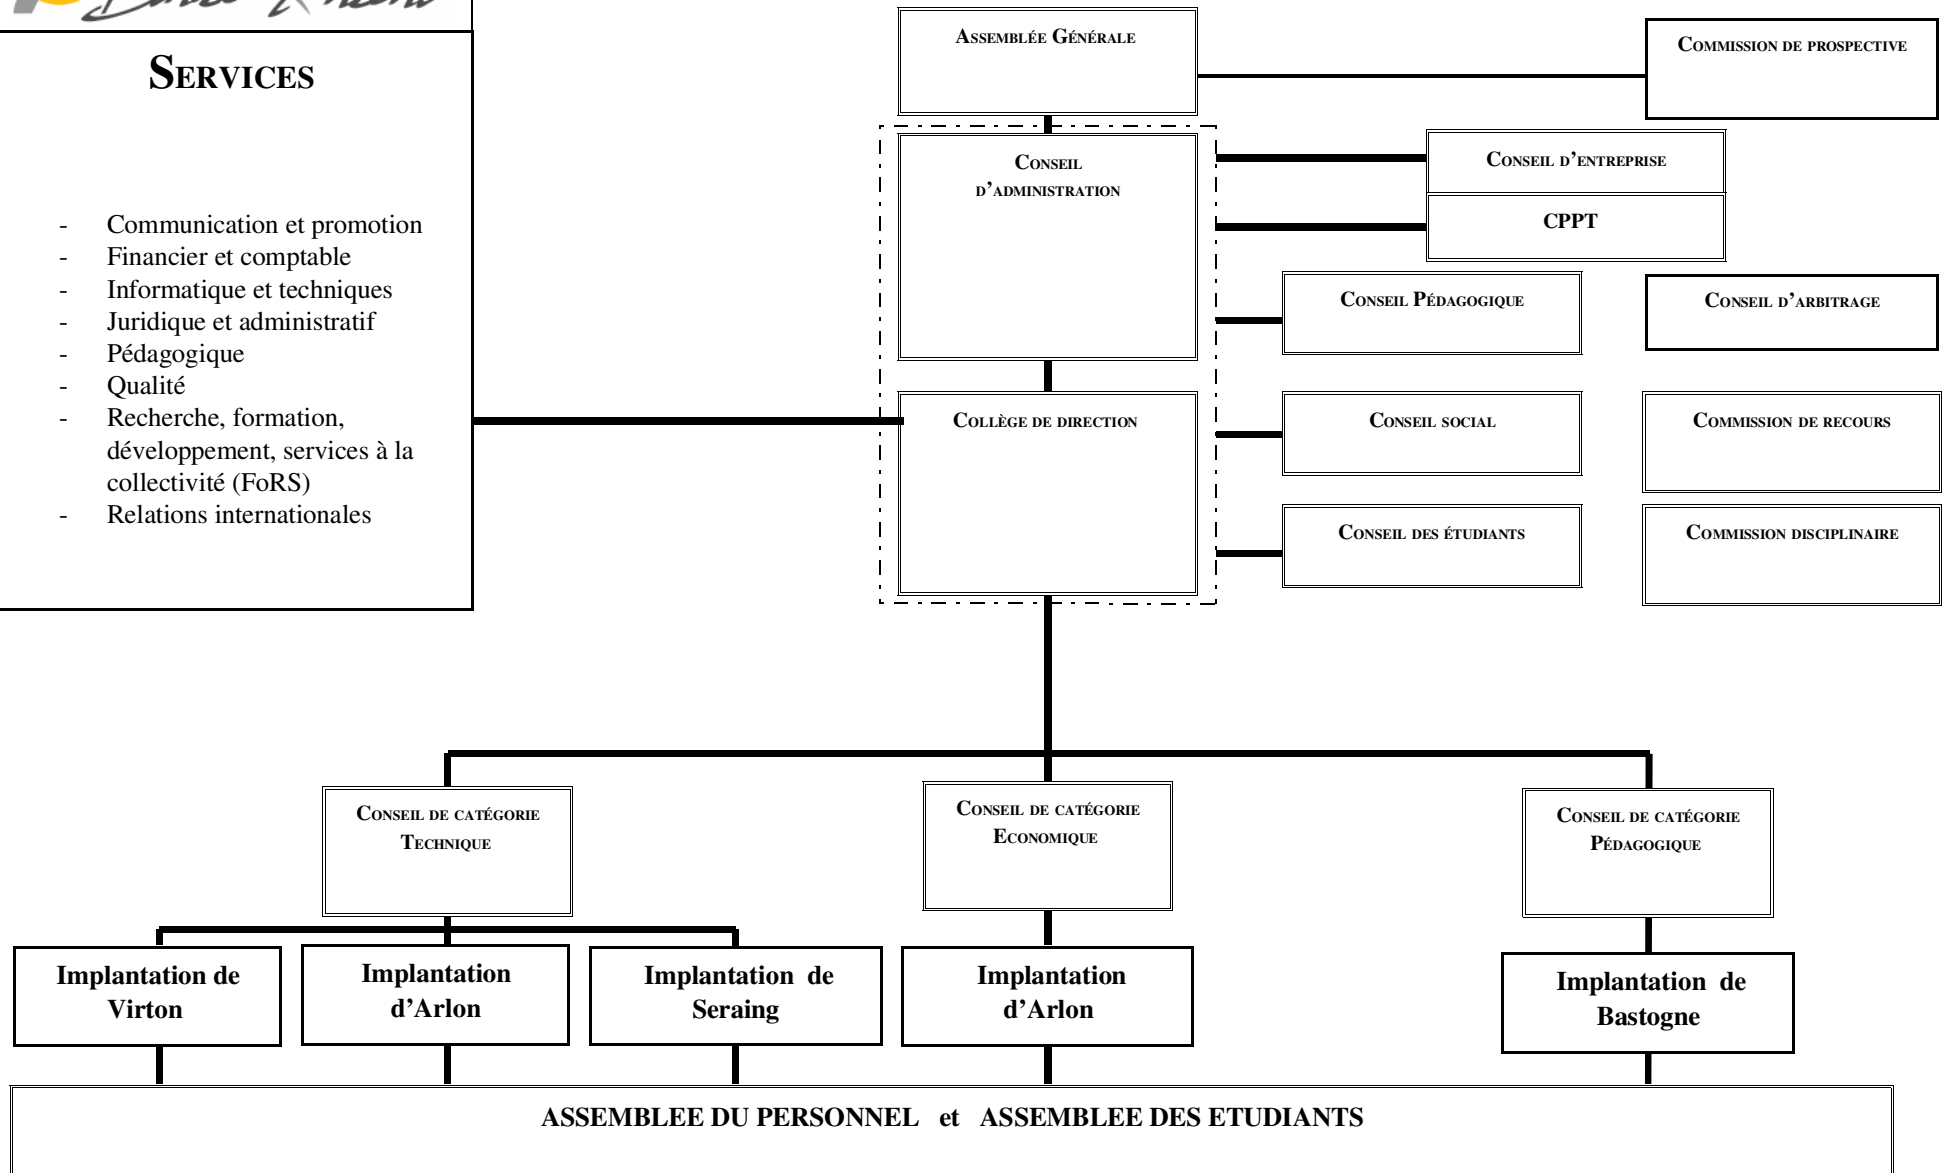 SERVICES
- Communication et promotion
- Financier et comptable
- Informatique et techniques
- Juridique et administratif
- Pédagogique
- Qualité
- Recherche, formation,
développement, services à la
collectivité (FoRS)
- Relations internationales
ASSEMBLÉE GÉNÉRALE
COMMISSION DE PROSPECTIVE
CONSEIL
D’ADMINISTRATION
CONSEIL D’ENTREPRISE
CPPT
CONSEIL PÉDAGOGIQUE
CONSEIL D’ARBITRAGE
COLLÈGE DE DIRECTION
CONSEIL SOCIAL
COMMISSION DE RECOURS
CONSEIL DES ÉTUDIANTS
COMMISSION DISCIPLINAIRE
CONSEIL DE CATÉGORIE
TECHNIQUE
CONSEIL DE CATÉGORIE
ECONOMIQUE
CONSEIL DE CATÉGORIE
PÉDAGOGIQUE
Implantation de
Virton
Implantation
d’Arlon
Implantation de
Seraing
Implantation
d’Arlon
Implantation de
Bastogne
ASSEMBLEE DU PERSONNEL et ASSEMBLEE DES ETUDIANTS